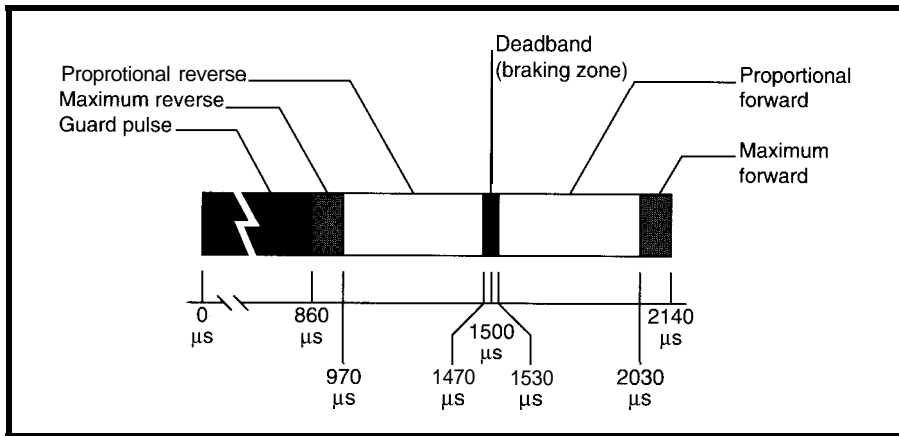 Deadband
(braking zone)
Proprotional reverse
Maximum reverse
Guard pulse
Proportional
forward
Maximum
forward
0
µs
860
µs
1500
µs
2140
µs
970
µs
1470
µs
1530
µs
2030
µs